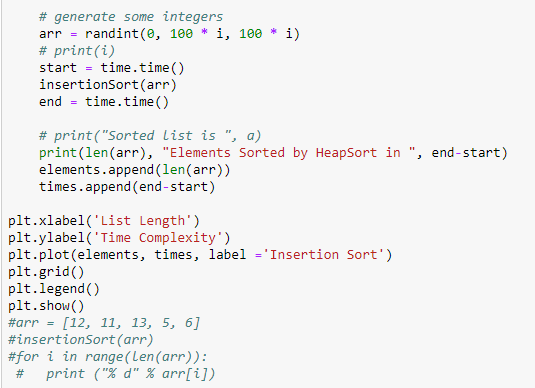 # generate some integers
arr = randint(0, 100 * i, 100 * i)
# print(i)
start = time.time()
insertionSort(arr)
end = time.time()
# print("Sorted list is ", a)
print(len(arr), "Elements Sorted by HeapSort in ", end-start)
elements.append(len(arr))
times.append(end-start)
plt.xlabel('List Length')
plt.ylabel('Time Complexity')
plt.plot(elements, times, label ='Insertion Sort')
plt.grid()
plt.legend()
plt.show()
#arr = [12, 11, 13, 5, 6]
#insertionSort(arr)
#for i in range(len(arr)):
#   print ("% d" % arr[i])